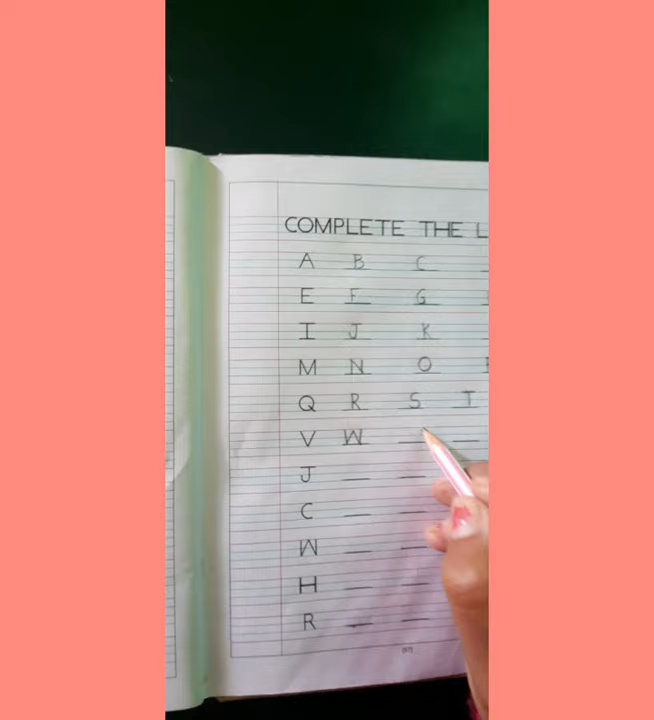 COMPLETE THE L
A B C
E F G
I J K
M N O
Q R S T
V W
J
C
W
H
R